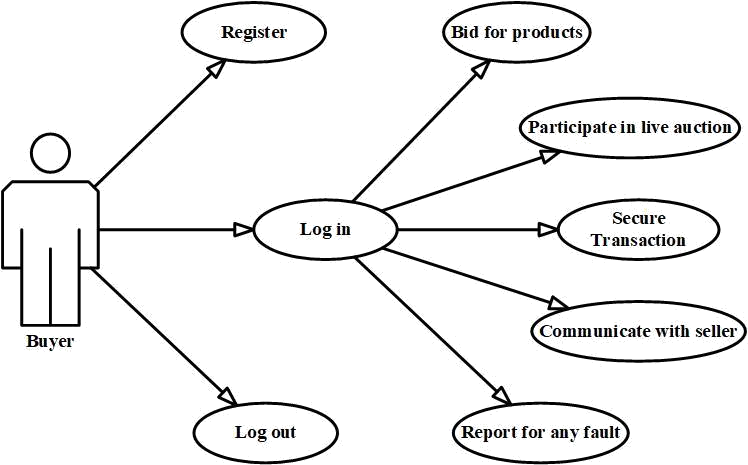 Register
Bid for products
Participate in live auction
Log in
Secure
Transaction
Buyer
Communicate with seller
Log out
Report for any fault